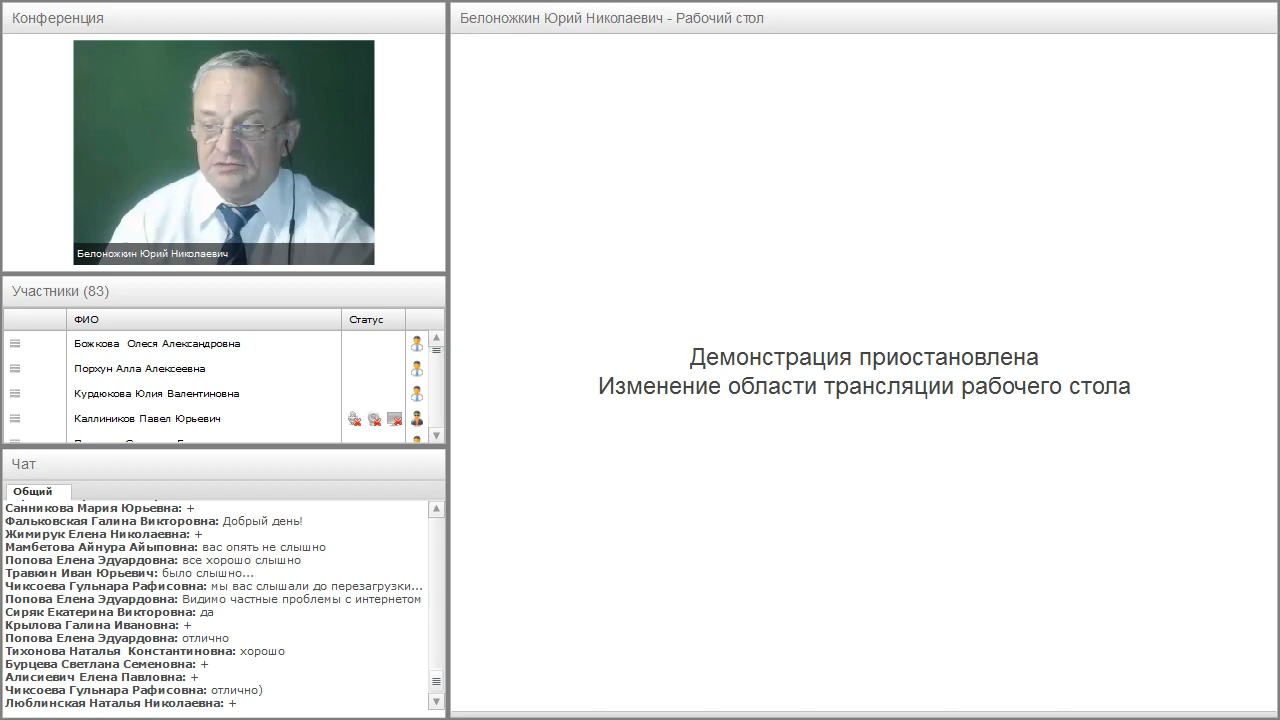 Конференция
Белоножкин Юрий Николаевич
Участники (83)
ФИО
Статус
Божкова  Олеся Александровна
Порхун Алла Алексеевна
Курдюкова Юлия Валентиновна
Каллиников Павел Юрьевич
Чат
Общий
Санникова Мария Юрьевна: +
Фальковская Галина Викторовна: Добрый день!
Жимирук Елена Николаевна: +
Мамбетова Айнура Айыповна: вас опять не слышно
Попова Елена Эдуардовна: все хорошо слышно
Травкин Иван Юрьевич: было слышно...
Чиксоева Гульнара Рафисовна: мы вас слышали до перезагрузки...
Попова Елена Эдуардовна: Видимо частные проблемы с интернетом
Сиряк Екатерина Викторовна: да
Крылова Галина Ивановна: +
Попова Елена Эдуардовна: отлично
Тихонова Наталья  Константиновна: хорошо
Бурцева Светлана Семеновна: +
Алисиевич Елена Павловна: +
Чиксоева Гульнара Рафисовна: отлично)
Люблинская Наталья Николаевна: +
Белоножкин Юрий Николаевич - Рабочий стол
Демонстрация приостановлена
Изменение области трансляции рабочего стола